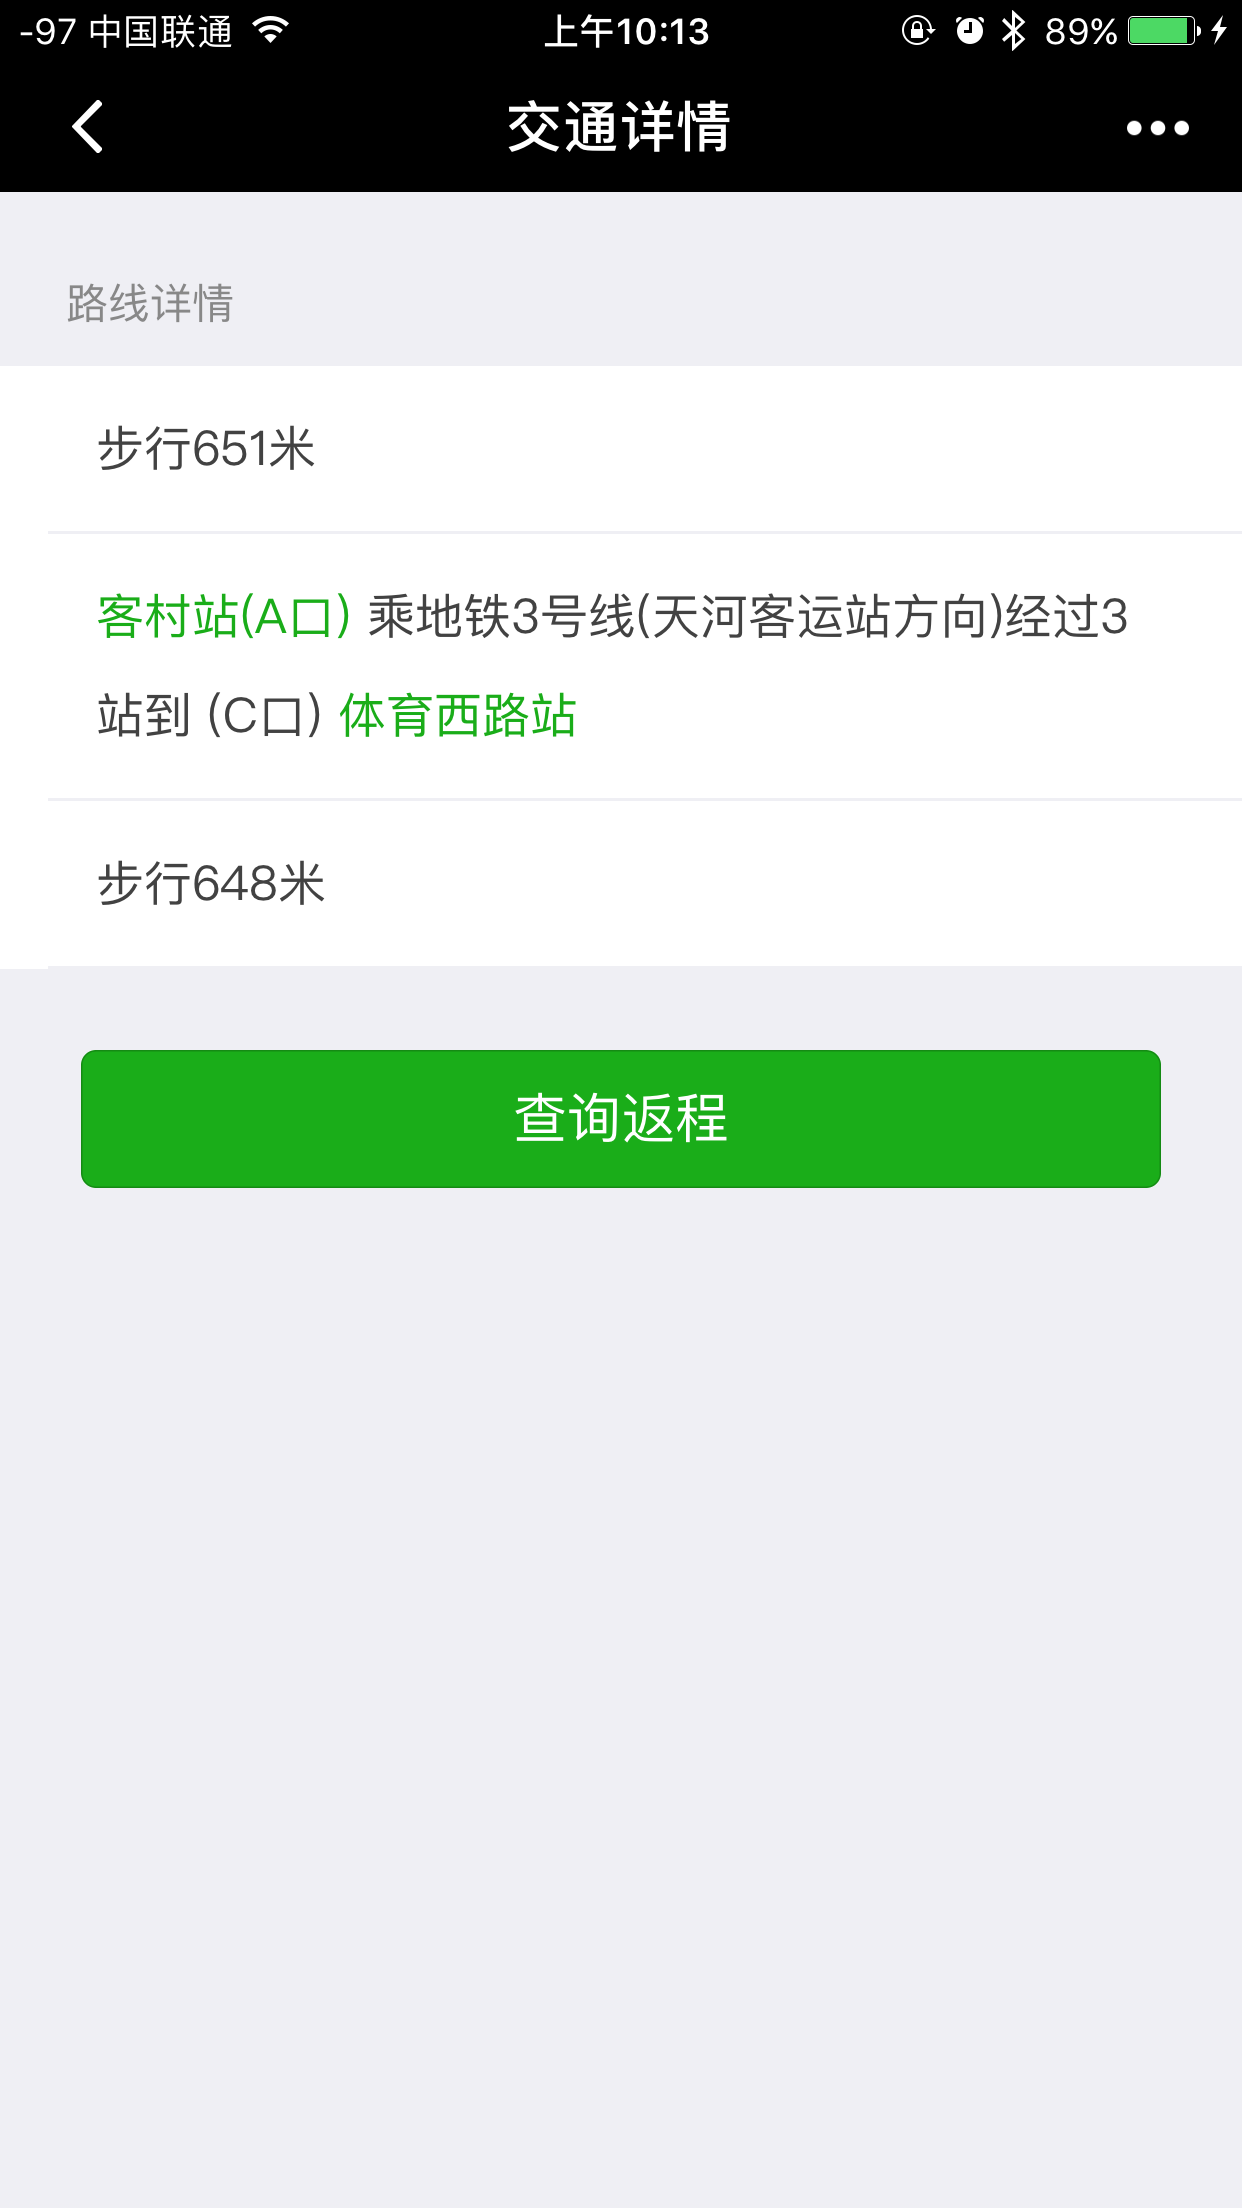 -97 中国联通 上午10:13 89%
交通详情
路线详情
步行651米
客村站(A口) 乘地铁3号线(天河客运站方向)经过3
站到 (C口) 体育西路站
步行648米
查询返程